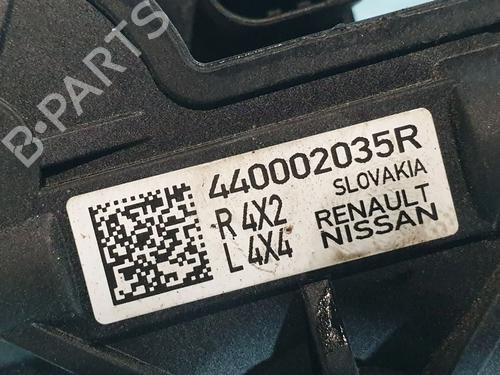 B-PARTS
440002035R
R 4X2
L 4X4
SLOVAKIA
RENAULT
NISSAN